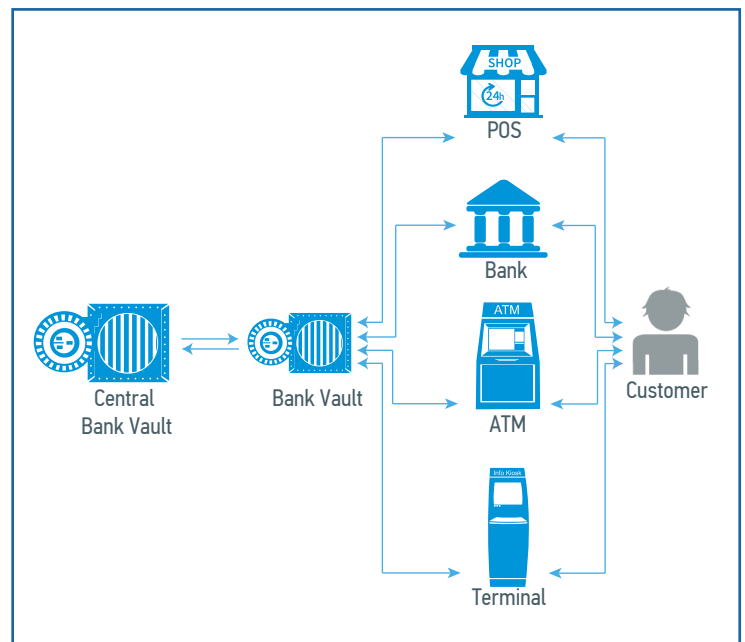 SHOP
24h
POS
Bank
ATM
ATM
Info Kiosk
Terminal
Central
Bank Vault
Bank Vault
Customer